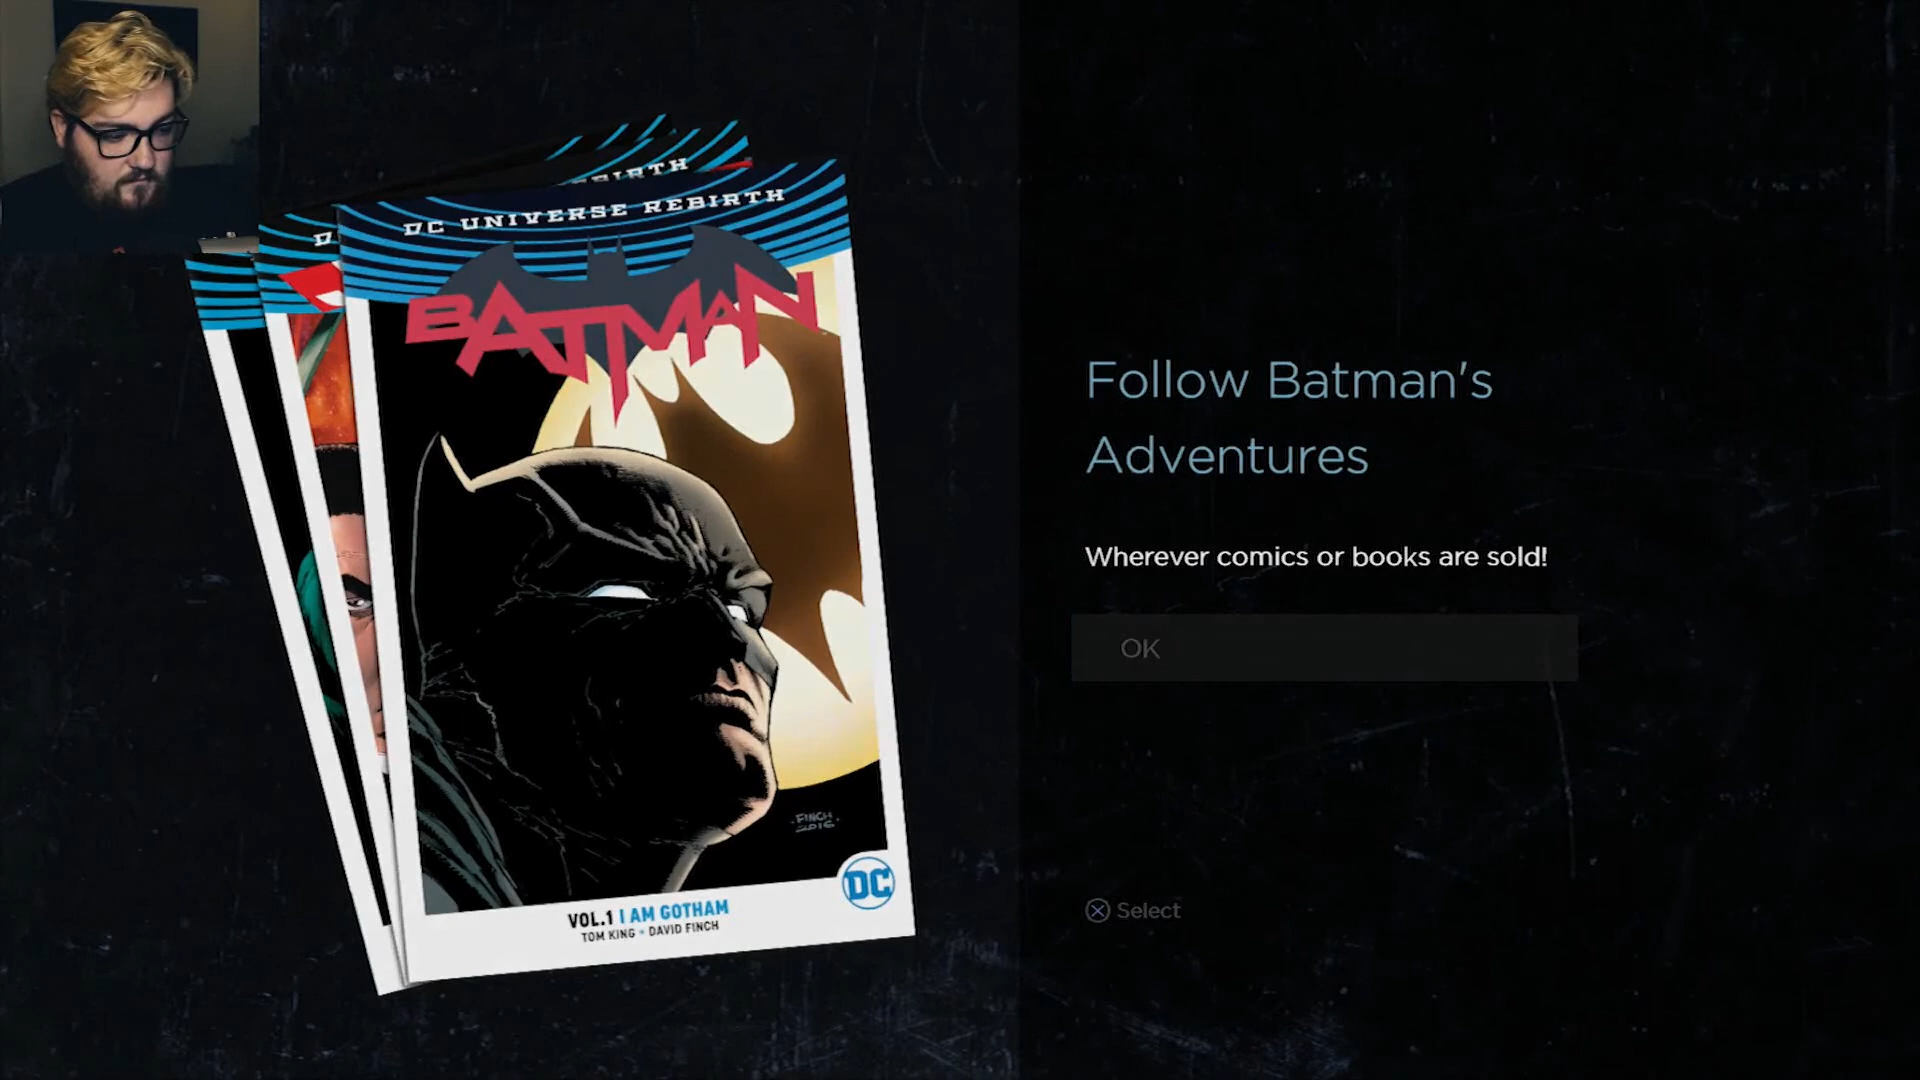 RTH
D
DC UNIVERSE REBIRTH
BATMAN
FINCH
2016
DC
VOL.1 I AM GOTHAM
TOM KING • DAVID FINCH
Follow Batman's
Adventures
Wherever comics or books are sold!
OK
Select